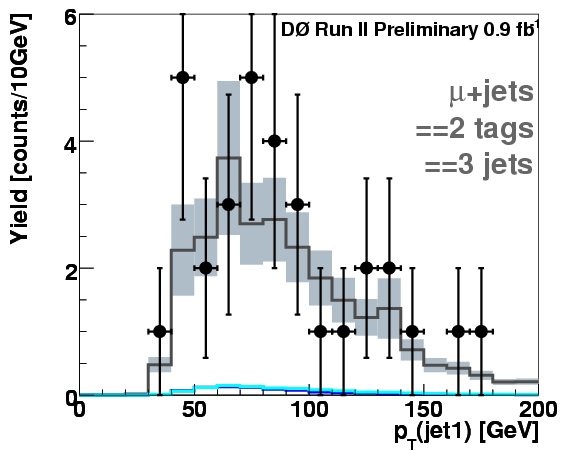 DØ Run II Preliminary 0.9 fb⁻¹
μ+jets
==2 tags
==3 jets
Yield [counts/10GeV]
6
4
2
0
0 50 100 150 200
p_T(jet1) [GeV]